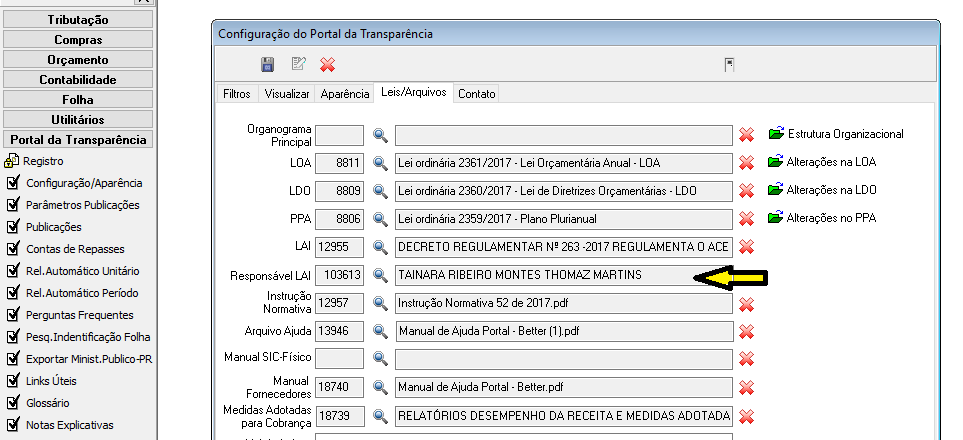 Tributação
Compras
Orçamento
Contabilidade
Folha
Utilitários
Portal da Transparência
Registro
Configuração/Aparência
Parâmetros Publicações
Publicações
Contas de Repasses
Rel.Automático Unitário
Rel.Automático Período
Perguntas Frequentes
Pesq.Indentificação Folha
Exportar Minist.Publico-PR
Links Úteis
Glossário
Notas Explicativas
Configuração do Portal da Transparência
Filtros Visualizar Aparência Leis/Arquivos Contato
Organograma
Principal
Estrutura Organizacional
LOA 8811 Lei ordinária 2361/2017 - Lei Orçamentária Anual - LOA Alterações na LOA
LDO 8809 Lei ordinária 2360/2017 - Lei de Diretrizes Orçamentárias - LDO Alterações na LDO
PPA 8806 Lei ordinária 2359/2017 - Plano Plurianual Alterações no PPA
LAI 12955 DECRETO REGULAMENTAR Nº 263 -2017 REGULAMENTA O ACE
Responsável LAI 103613 TAINARA RIBEIRO MONTES THOMAZ MARTINS
Instrução
Normativa
12957 Instrução Normativa 52 de 2017.pdf
Arquivo Ajuda 13946 Manual de Ajuda Portal - Better (1).pdf
Manual SIC-Físico
Manual
Fornecedores
18740 Manual de Ajuda Portal - Better.pdf
Medidas Adotadas
para Cobrança
18739 RELATÓRIOS DESEMPENHO DA RECEITA E MEDIDAS ADOTADA